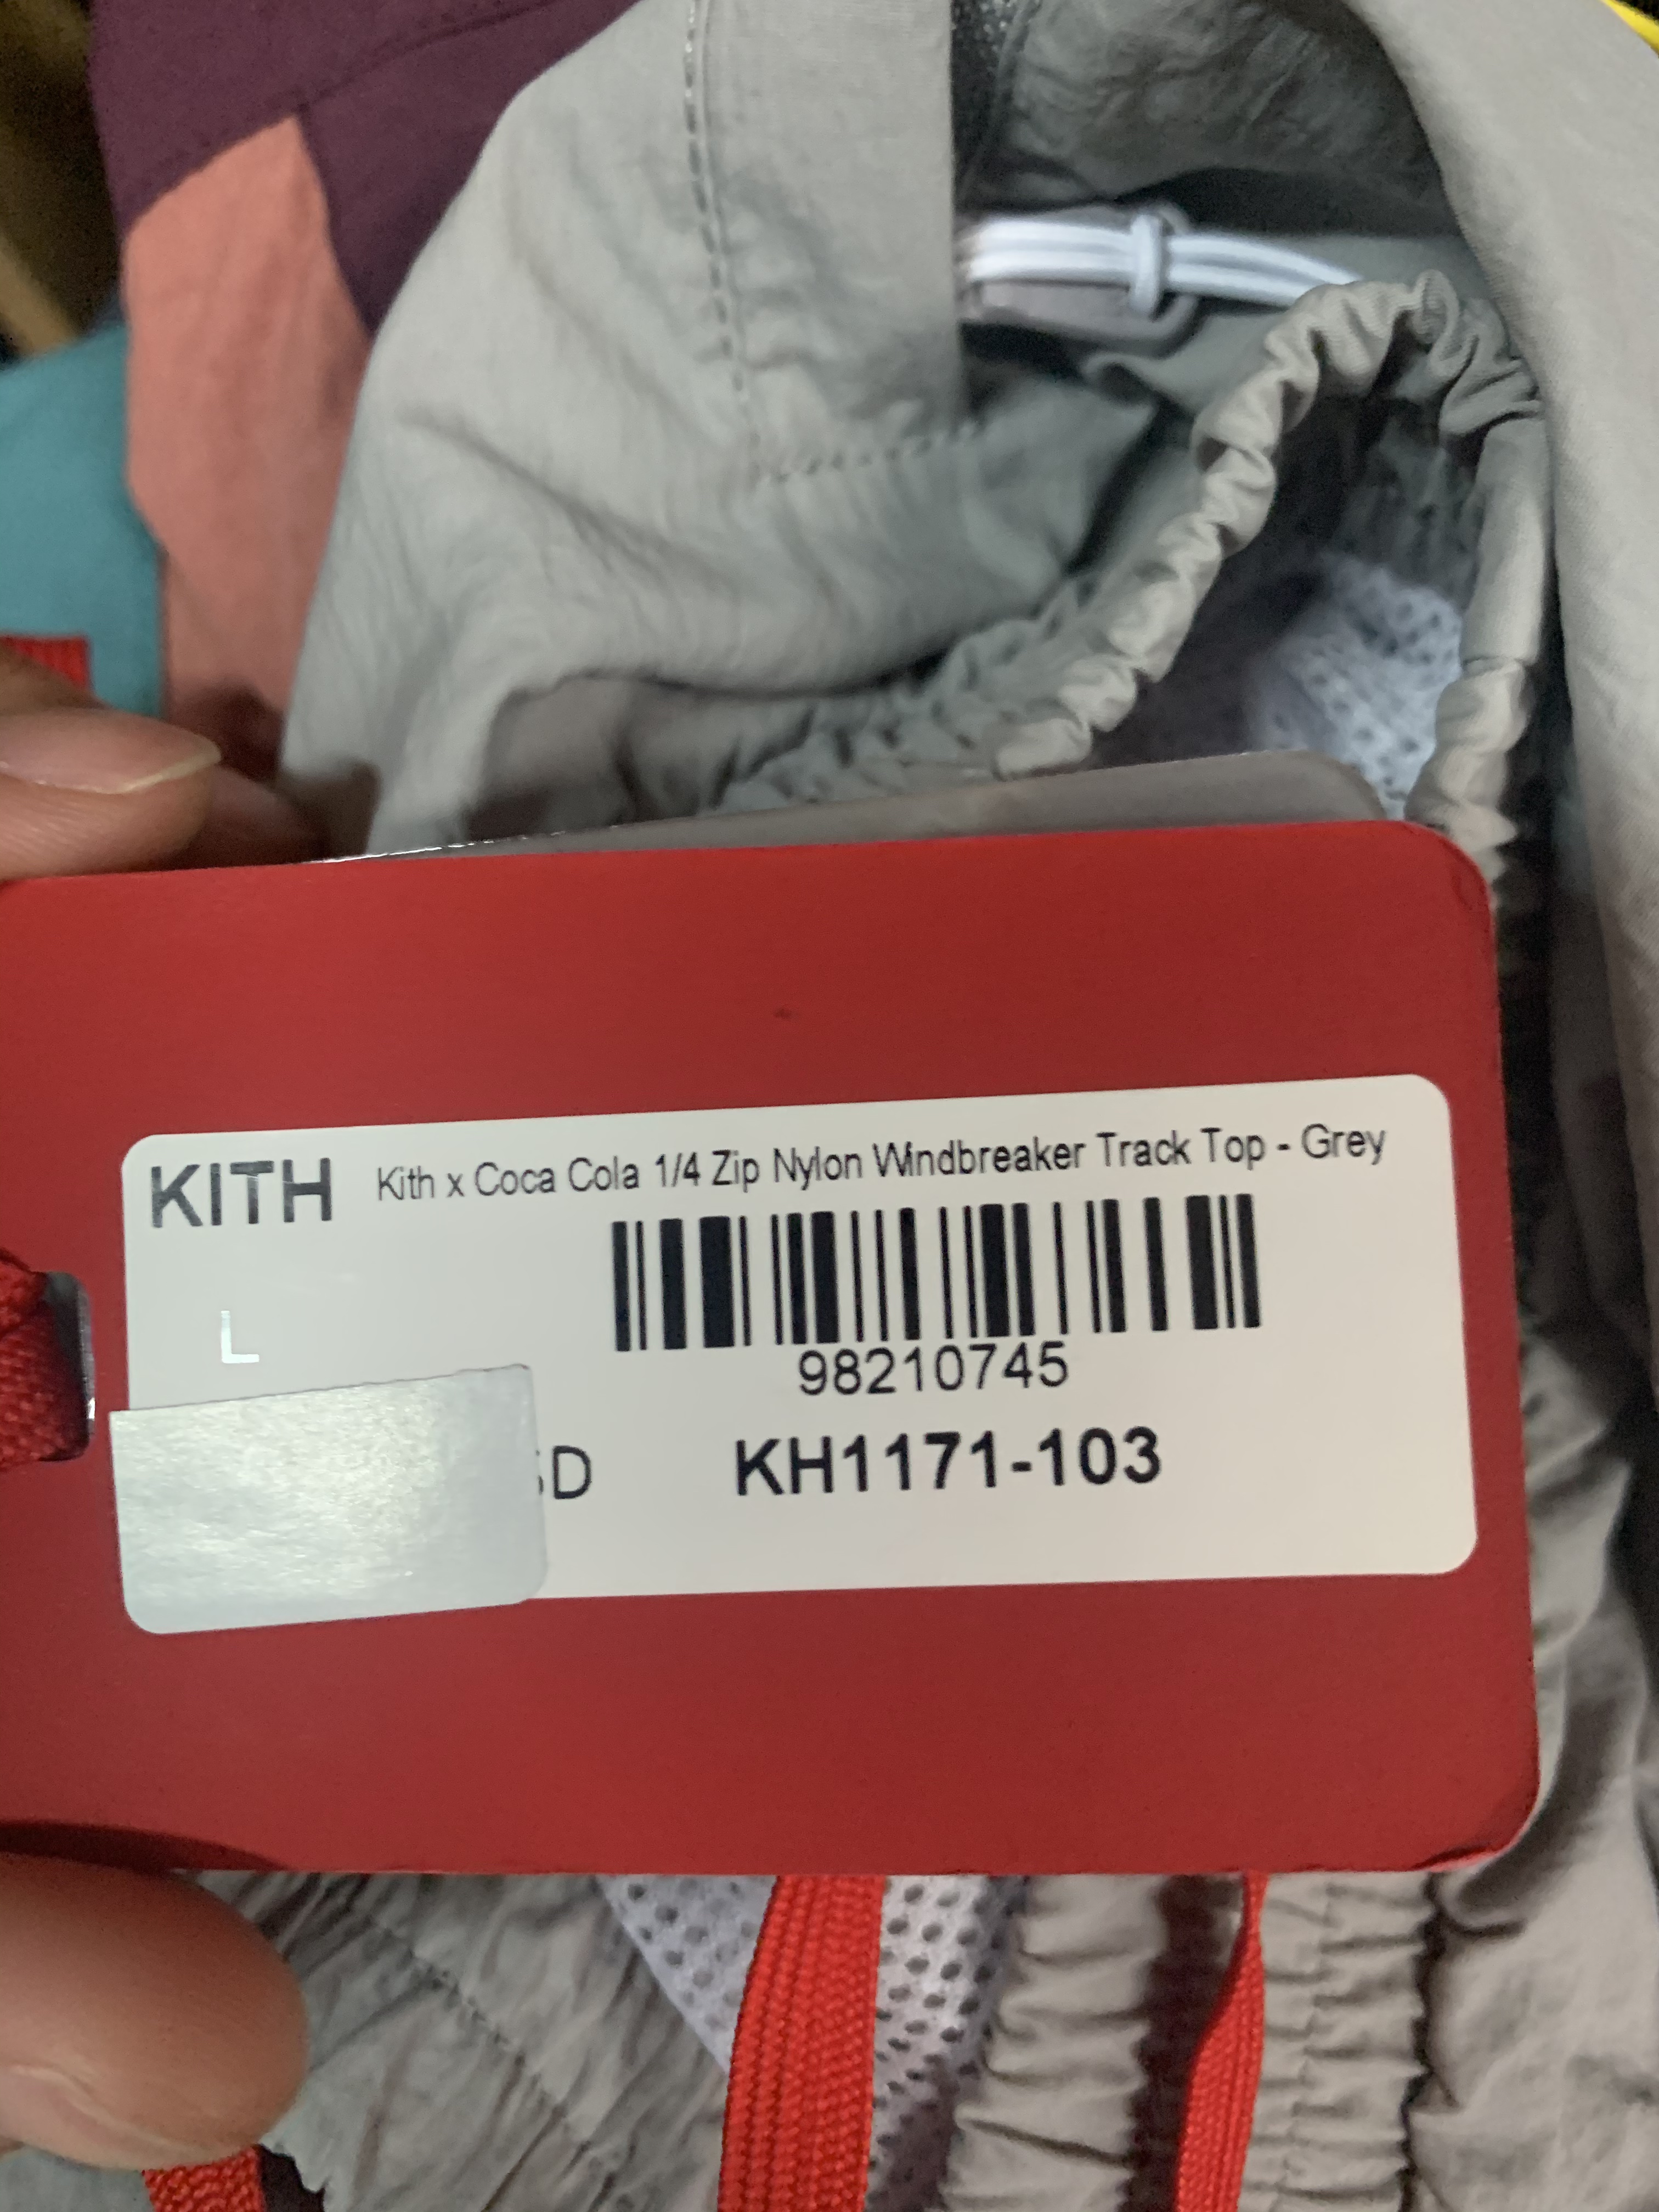 KITH Kith x Coca Cola 1/4 Zip Nylon Windbreaker Track Top - Grey
L
98210745
KH1171-103